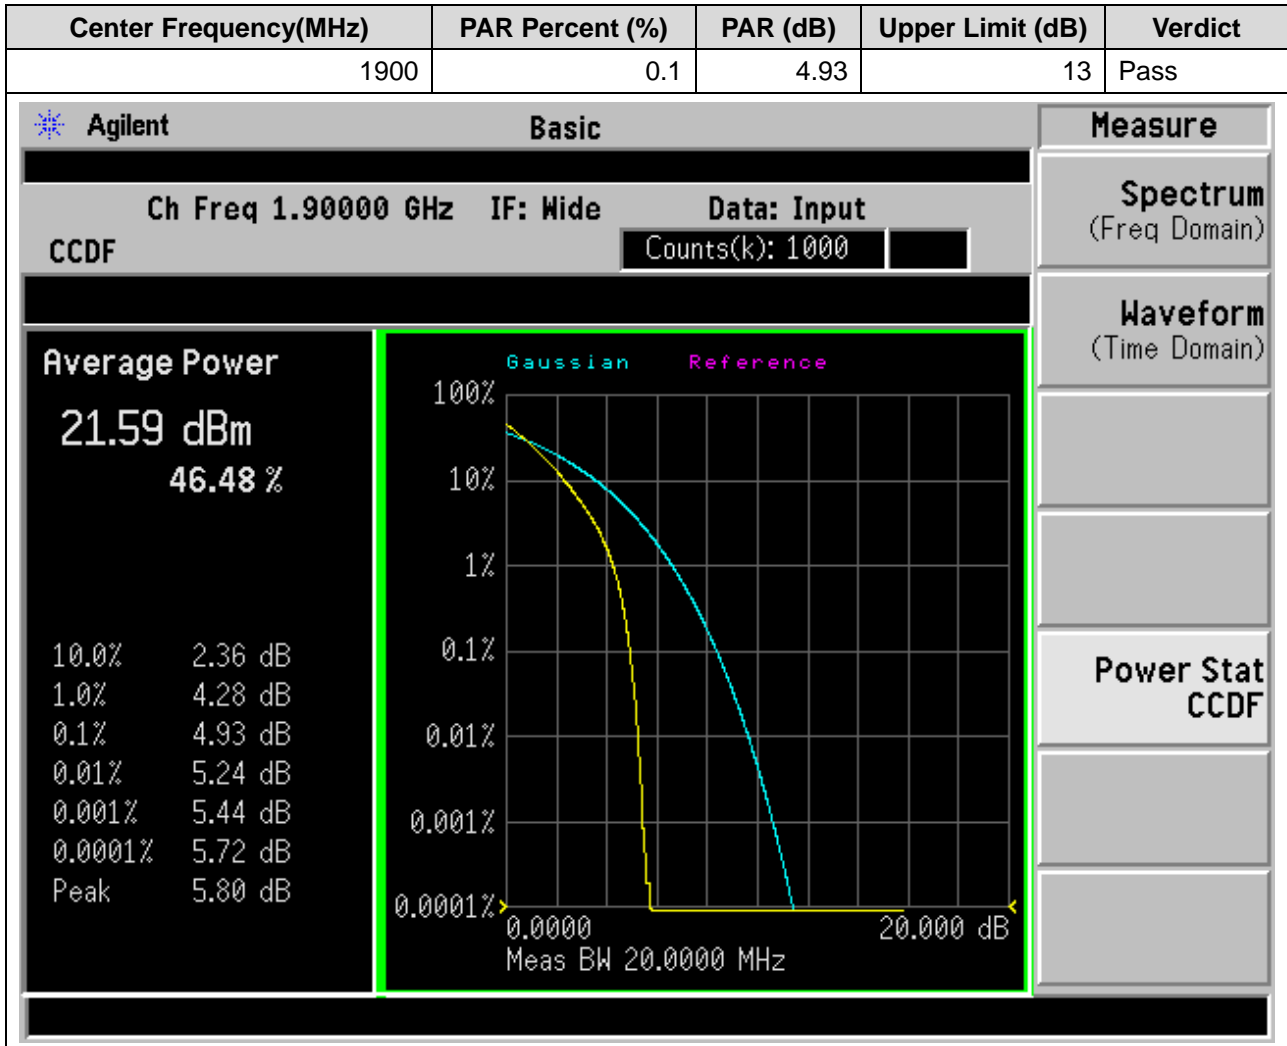 Center Frequency(MHz) PAR Percent (%) PAR (dB) Upper Limit (dB) Verdict
1900 0.1 4.93 13 Pass
Agilent Basic Measure
Ch Freq 1.90000 GHz IF: Wide Data: Input
CCDF Counts(k): 1000
Average Power
21.59 dBm
46.48 %
10.0% 2.36 dB
1.0% 4.28 dB
0.1% 4.93 dB
0.01% 5.24 dB
0.001% 5.44 dB
0.0001% 5.72 dB
Peak 5.80 dB
Gaussian Reference
100%
10%
1%
0.1%
0.01%
0.001%
0.0001%
0.0000 20.000 dB
Meas BW 20.0000 MHz
Spectrum
(Freq Domain)
Waveform
(Time Domain)
Power Stat
CCDF